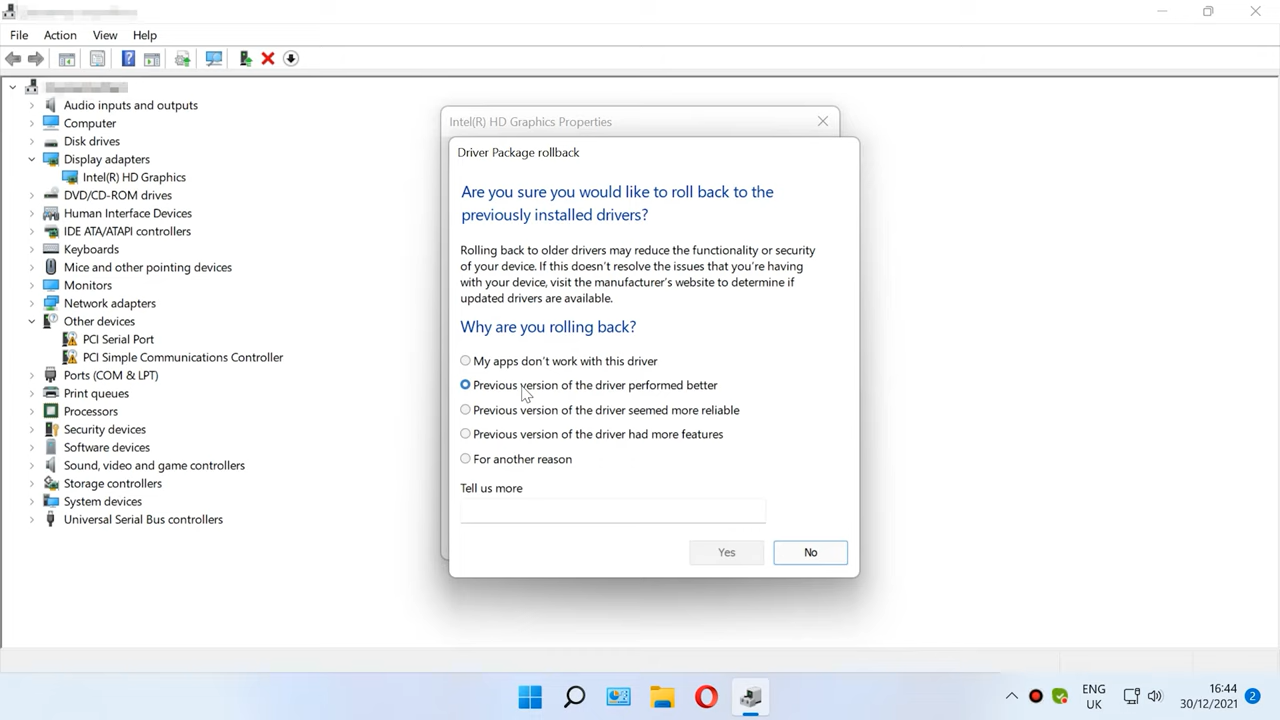 File Action View Help
Audio inputs and outputs
Computer
Disk drives
Display adapters
Intel(R) HD Graphics
DVD/CD-ROM drives
Human Interface Devices
IDE ATA/ATAPI controllers
Keyboards
Mice and other pointing devices
Monitors
Network adapters
Other devices
PCI Serial Port
PCI Simple Communications Controller
Ports (COM & LPT)
Print queues
Processors
Security devices
Software devices
Sound, video and game controllers
Storage controllers
System devices
Universal Serial Bus controllers
Intel(R) HD Graphics Properties
Driver Package rollback
Are you sure you would like to roll back to the
previously installed drivers?
Rolling back to older drivers may reduce the functionality or security
of your device. If this doesn't resolve the issues that you're having
with your device, visit the manufacturer's website to determine if
updated drivers are available.
Why are you rolling back?
My apps don't work with this driver
Previous version of the driver performed better
Previous version of the driver seemed more reliable
Previous version of the driver had more features
For another reason
Tell us more
Yes No
ENG 16:44
UK 30/12/2021 2